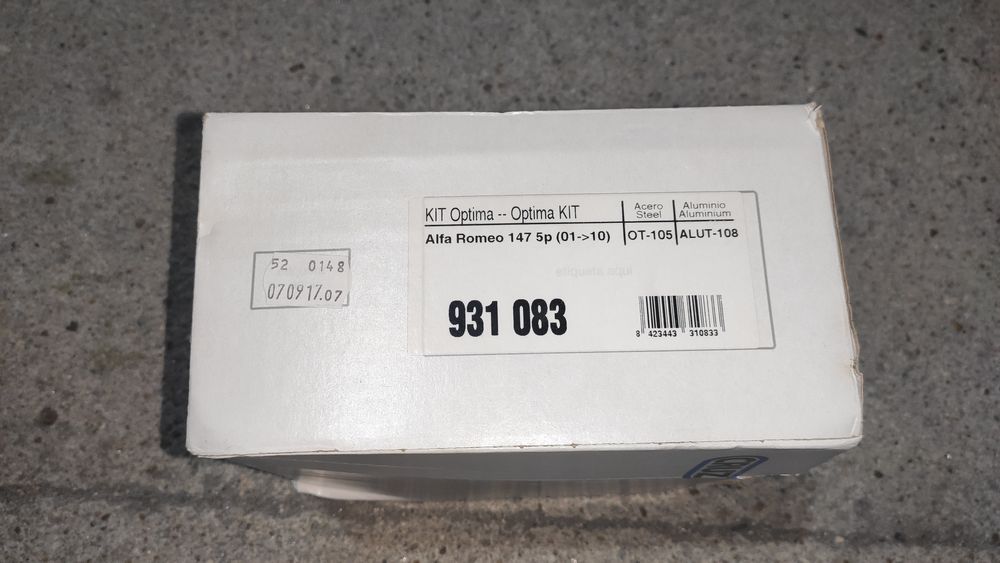 KIT Optima -- Optima KIT
Acero
Steel
Aluminio
Aluminium
Alfa Romeo 147 5p (01->10)
OT-105
ALUT-108
etiqueta aquí
52 0148
070917.07
931 083
8 423443 310833
CRUZ